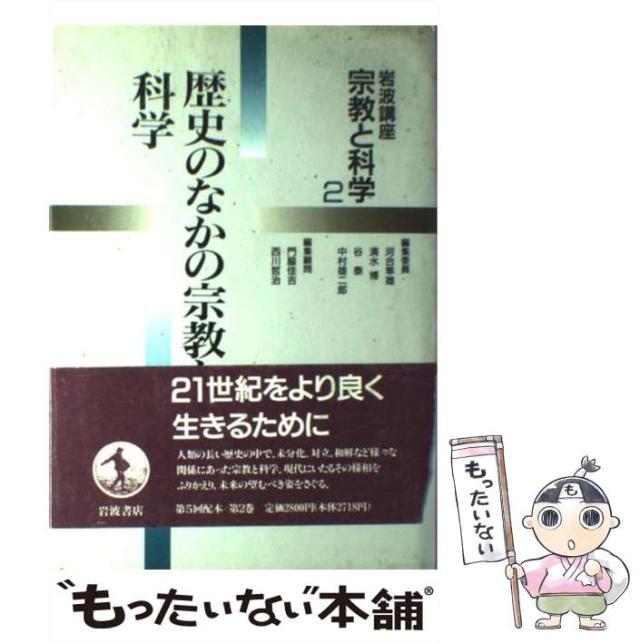 岩波講座
宗教と科学
2
歴史のなかの宗教
科学
編集委員
河合隼雄
清水 博
谷 泰
中村雄二郎
編集顧問
門脇佳吉
西川哲治
21世紀をより良く
生きるために
人類の長い歴史の中で、未分化、対立、和解など様々な
関係にあった宗教と科学。現代にいたるその様相を
ふりかえり、未来の望むべき姿をさぐる。
岩波書店
第5回配本/第2巻 定価2800円(本体2718円)
もったいない
"もったいない"本舗®